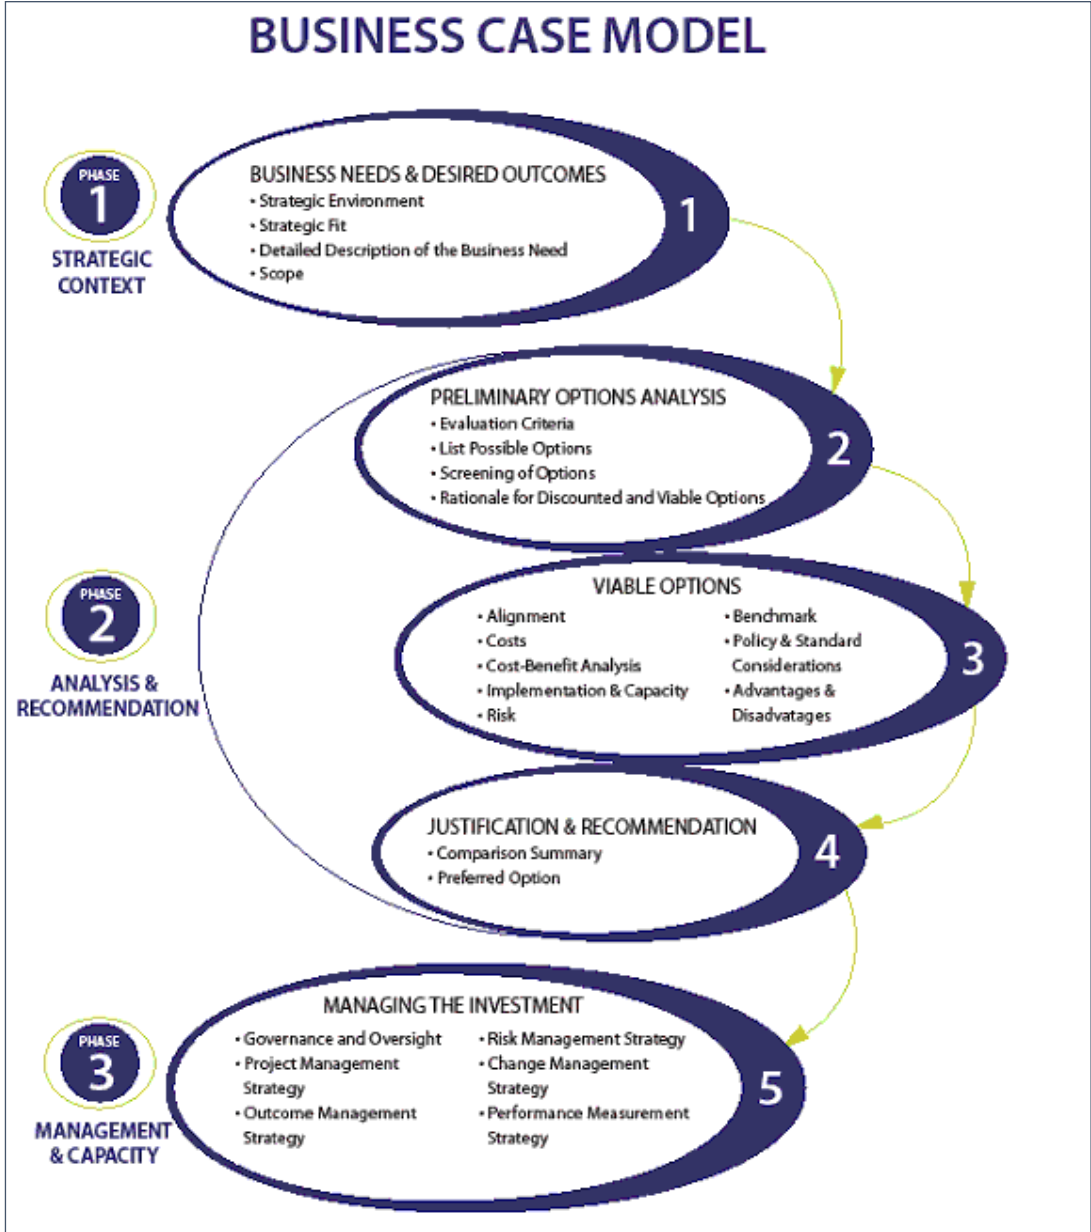 BUSINESS CASE MODEL
PHASE
1
STRATEGIC
CONTEXT
BUSINESS NEEDS & DESIRED OUTCOMES
• Strategic Environment
• Strategic Fit
• Detailed Description of the Business Need
• Scope
1
PRELIMINARY OPTIONS ANALYSIS
• Evaluation Criteria
• List Possible Options
• Screening of Options
• Rationale for Discounted and Viable Options
2
PHASE
2
ANALYSIS &
RECOMMENDATION
VIABLE OPTIONS
• Alignment
• Costs
• Cost-Benefit Analysis
• Implementation & Capacity
• Risk
• Benchmark
• Policy & Standard
Considerations
• Advantages &
Disadvatages
3
JUSTIFICATION & RECOMMENDATION
• Comparison Summary
• Preferred Option
4
PHASE
3
MANAGEMENT
& CAPACITY
MANAGING THE INVESTMENT
• Governance and Oversight
• Project Management
Strategy
• Outcome Management
Strategy
• Risk Management Strategy
• Change Management
Strategy
• Performance Measurement
Strategy
5